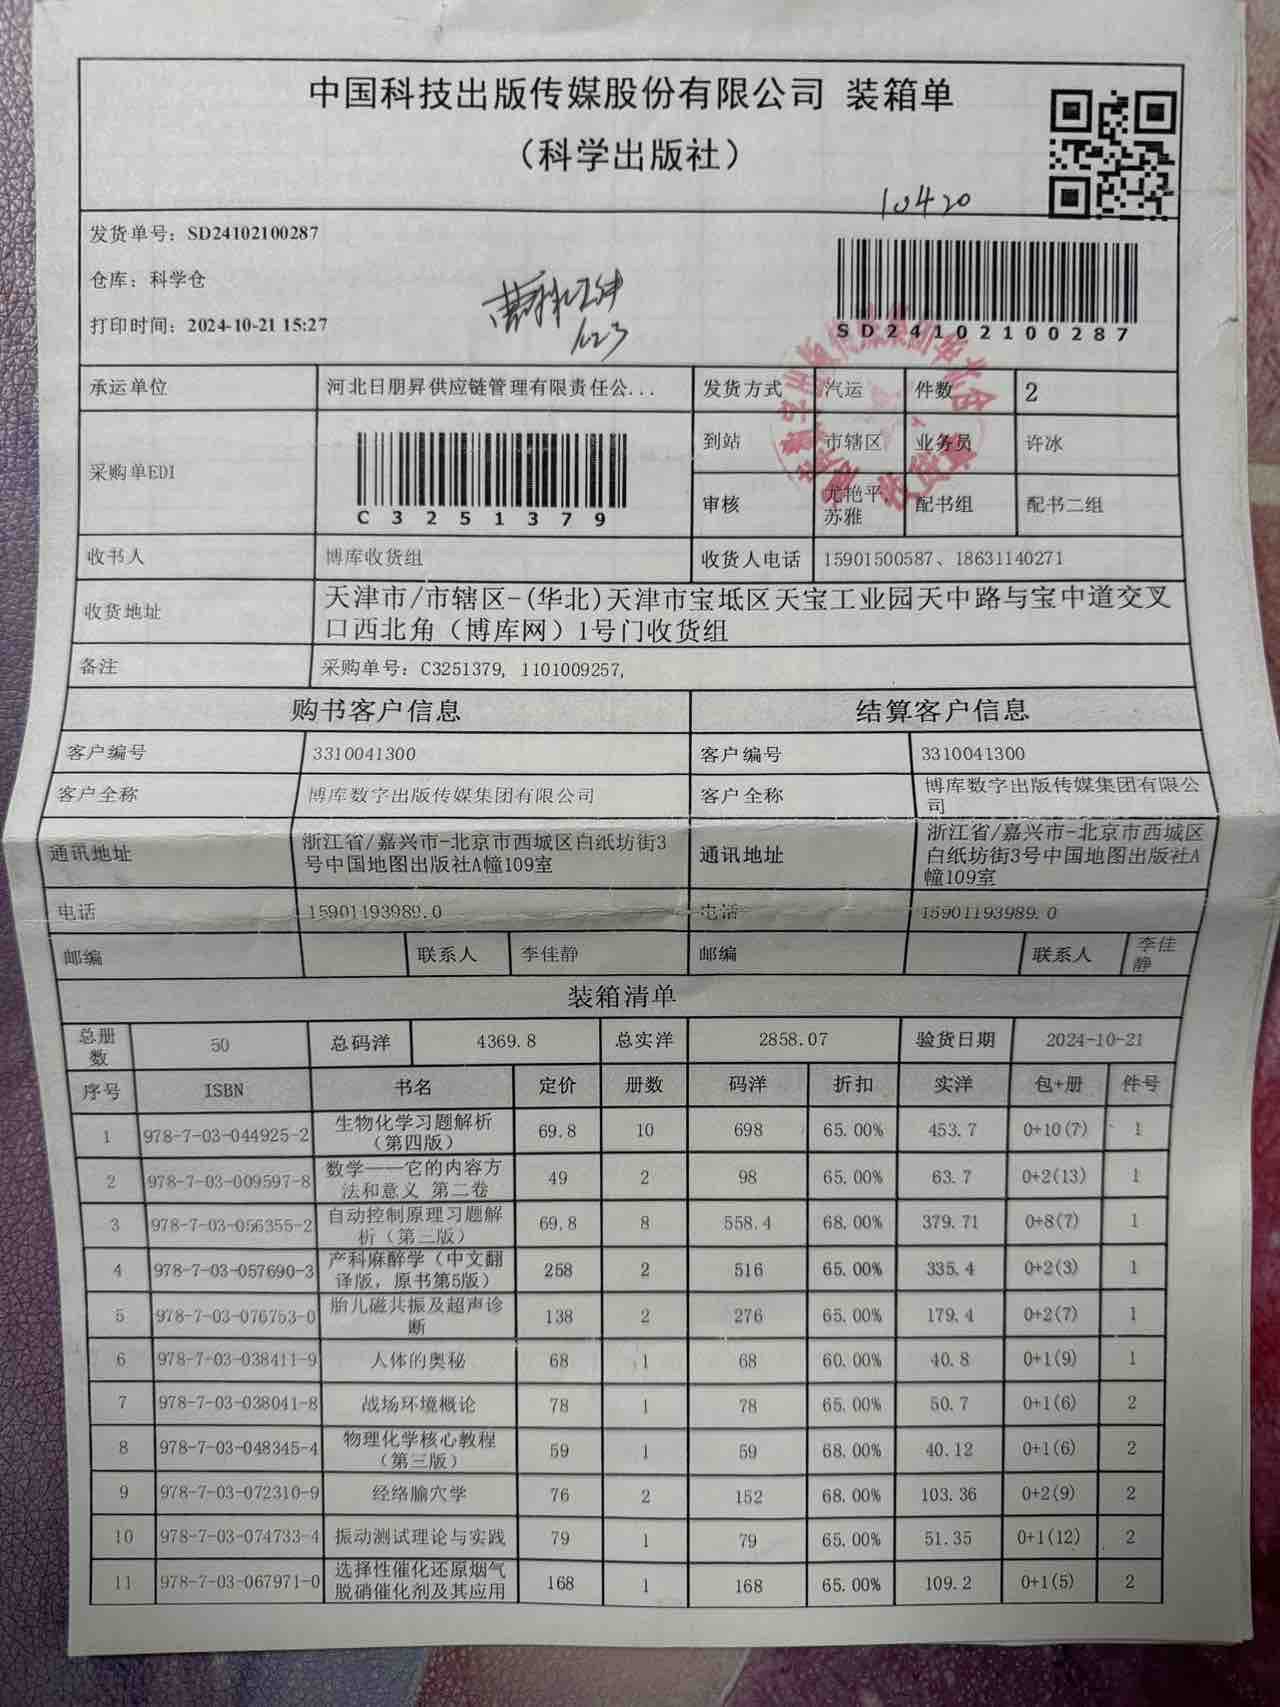 中国科技出版传媒股份有限公司 装箱单
（科学出版社）
10420
发货单号：SD24102100287
仓库：科学仓
打印时间：2024-10-21 15:27
SD24102100287
承运单位 河北日朋昇供应链管理有限责任公... 发货方式 汽运 件数 2
采购单EDI
C3251379
到站 市辖区 业务员 许冰
审核 尤艳平, 苏雅 配书组 配书二组
收书人 博库收货组 收货人电话 15901500587、18631140271
收货地址 天津市/市辖区-(华北)天津市宝坻区天宝工业园天中路与宝中道交叉
口西北角（博库网）1号门收货组
备注 采购单号：C3251379, 1101009257,
购书客户信息 结算客户信息
客户编号 3310041300 客户编号 3310041300
客户全称 博库数字出版传媒集团有限公司 客户全称 博库数字出版传媒集团有限公
司
通讯地址 浙江省/嘉兴市-北京市西城区白纸坊街3
号中国地图出版社A幢109室
通讯地址 浙江省/嘉兴市-北京市西城区
白纸坊街3号中国地图出版社A
幢109室
电话 15901193989.0 电话 15901193989.0
邮编 联系人 李佳静 邮编 联系人 李佳
静
装箱清单
总册
数 50 总码洋 4369.8 总实洋 2858.07 验货日期 2024-10-21
序号 ISBN 书名 定价 册数 码洋 折扣 实洋 包+册 件号
1 978-7-03-044925-2 生物化学习题解析
（第四版） 69.8 10 698 65.00% 453.7 0+10(7) 1
2 978-7-03-009597-8 数学——它的内容方
法和意义 第二卷 49 2 98 65.00% 63.7 0+2(13) 1
3 978-7-03-056355-2 自动控制原理习题解
析（第二版） 69.8 8 558.4 68.00% 379.71 0+8(7) 1
4 978-7-03-057690-3 产科麻醉学（中文翻
译版，原书第5版） 258 2 516 65.00% 335.4 0+2(3) 1
5 978-7-03-076753-0 胎儿磁共振及超声诊
断 138 2 276 65.00% 179.4 0+2(7) 1
6 978-7-03-038411-9 人体的奥秘 68 1 68 60.00% 40.8 0+1(9) 1
7 978-7-03-038041-8 战场环境概论 78 1 78 65.00% 50.7 0+1(6) 2
8 978-7-03-048345-4 物理化学核心教程
（第三版） 59 1 59 68.00% 40.12 0+1(6) 2
9 978-7-03-072310-9 经络腧穴学 76 2 152 68.00% 103.36 0+2(9) 2
10 978-7-03-074733-4 振动测试理论与实践 79 1 79 65.00% 51.35 0+1(12) 2
11 978-7-03-067971-0 选择性催化还原烟气
脱硝催化剂及其应用 168 1 168 65.00% 109.2 0+1(5) 2